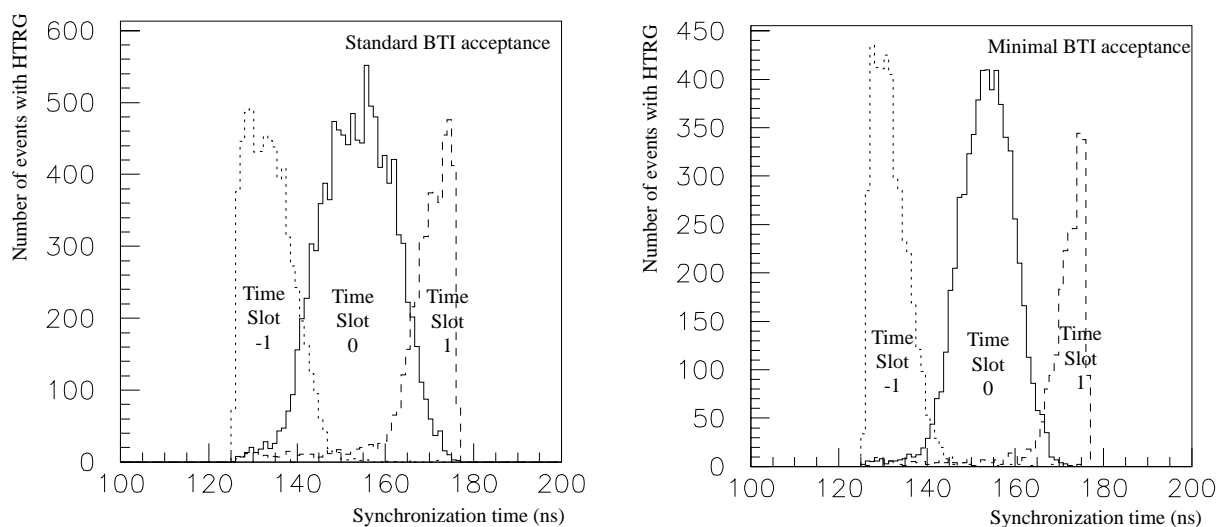 Number of events with HTRG
600
500
400
300
200
100
0
Standard BTI acceptance
Time
Slot
-1
Time
Slot
0
Time
Slot
1
100
120
140
160
180
200
Synchronization time (ns)
Number of events with HTRG
450
400
350
300
250
200
150
100
50
0
Minimal BTI acceptance
Time
Slot
-1
Time
Slot
0
Time
Slot
1
100
120
140
160
180
200
Synchronization time (ns)